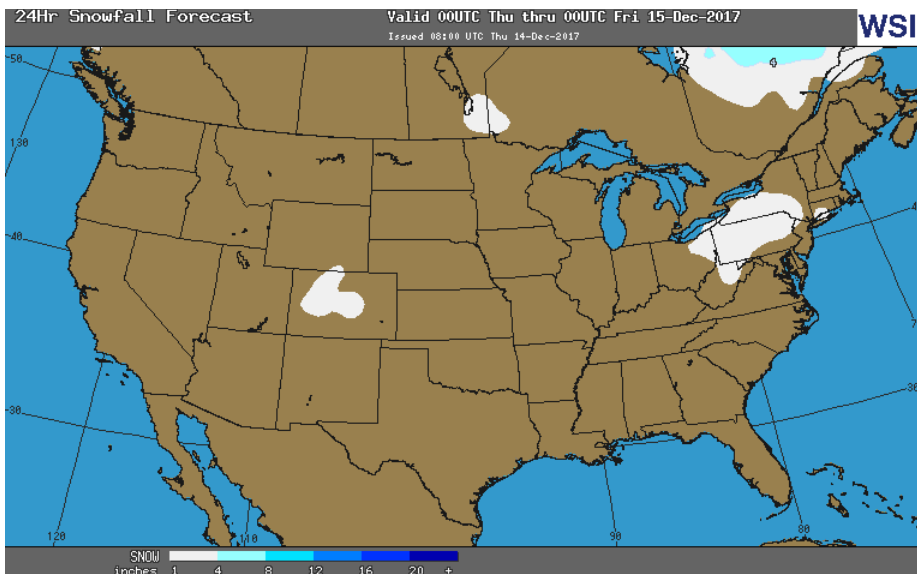 24Hr Snowfall Forecast
Valid 00UTC Thu thru 00UTC Fri 15-Dec-2017
Issued 08:00 UTC Thu 14-Dec-2017
WSI
-50
4
130
-40
-30
120
110
90
80
SNOW
inches 1 4 8 12 16 20 +